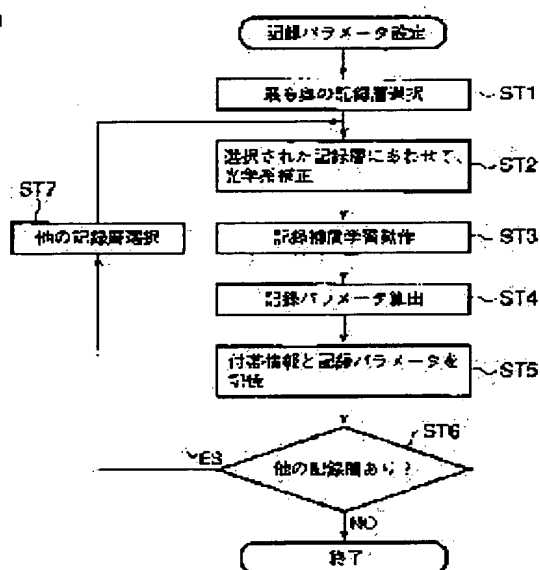 記録パラメータ設定
最も奥の記録層選択
ST1
選択された記録層にあわせて、
光学系補正
ST2
ST7
他の記録層選択
記録補償学習動作
ST3
記録パラメータ算出
ST4
付帯情報と記録パラメータを
記憶
ST5
ST6
YES
他の記録層あり？
NO
終了